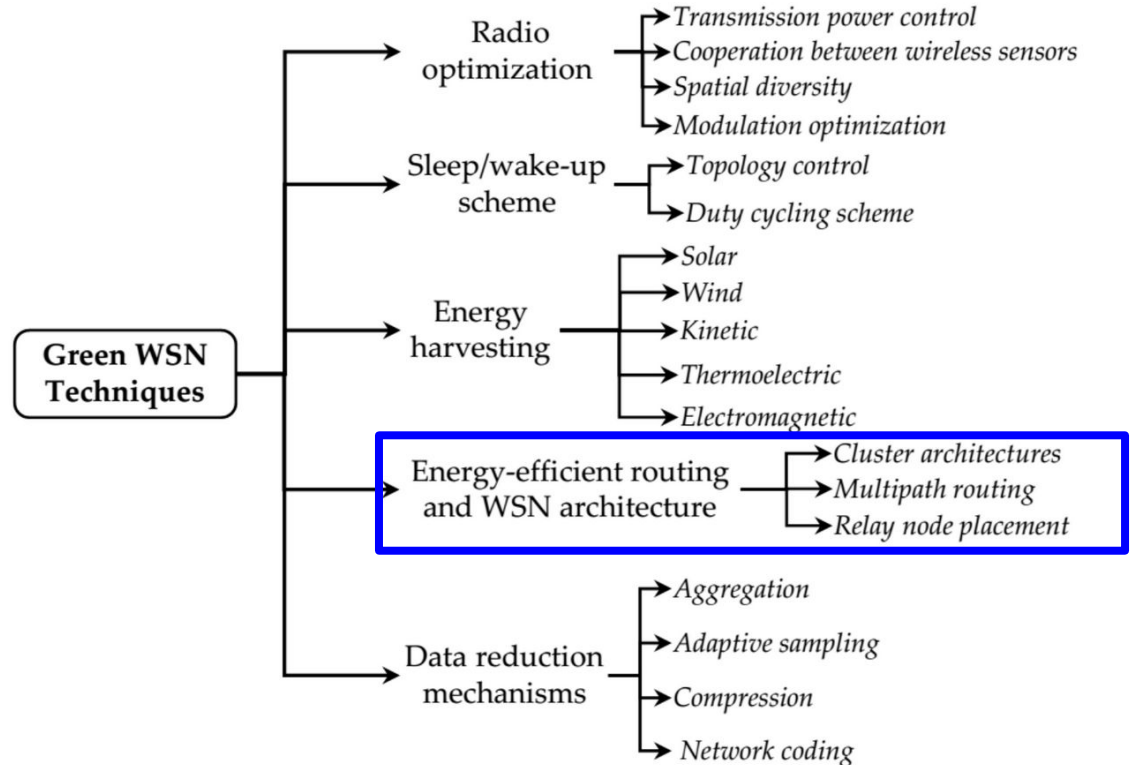 Green WSN
Techniques
Radio
optimization
Transmission power control
Cooperation between wireless sensors
Spatial diversity
Modulation optimization
Sleep/wake-up
scheme
Topology control
Duty cycling scheme
Energy
harvesting
Solar
Wind
Kinetic
Thermoelectric
Electromagnetic
Energy-efficient routing
and WSN architecture
Cluster architectures
Multipath routing
Relay node placement
Data reduction
mechanisms
Aggregation
Adaptive sampling
Compression
Network coding